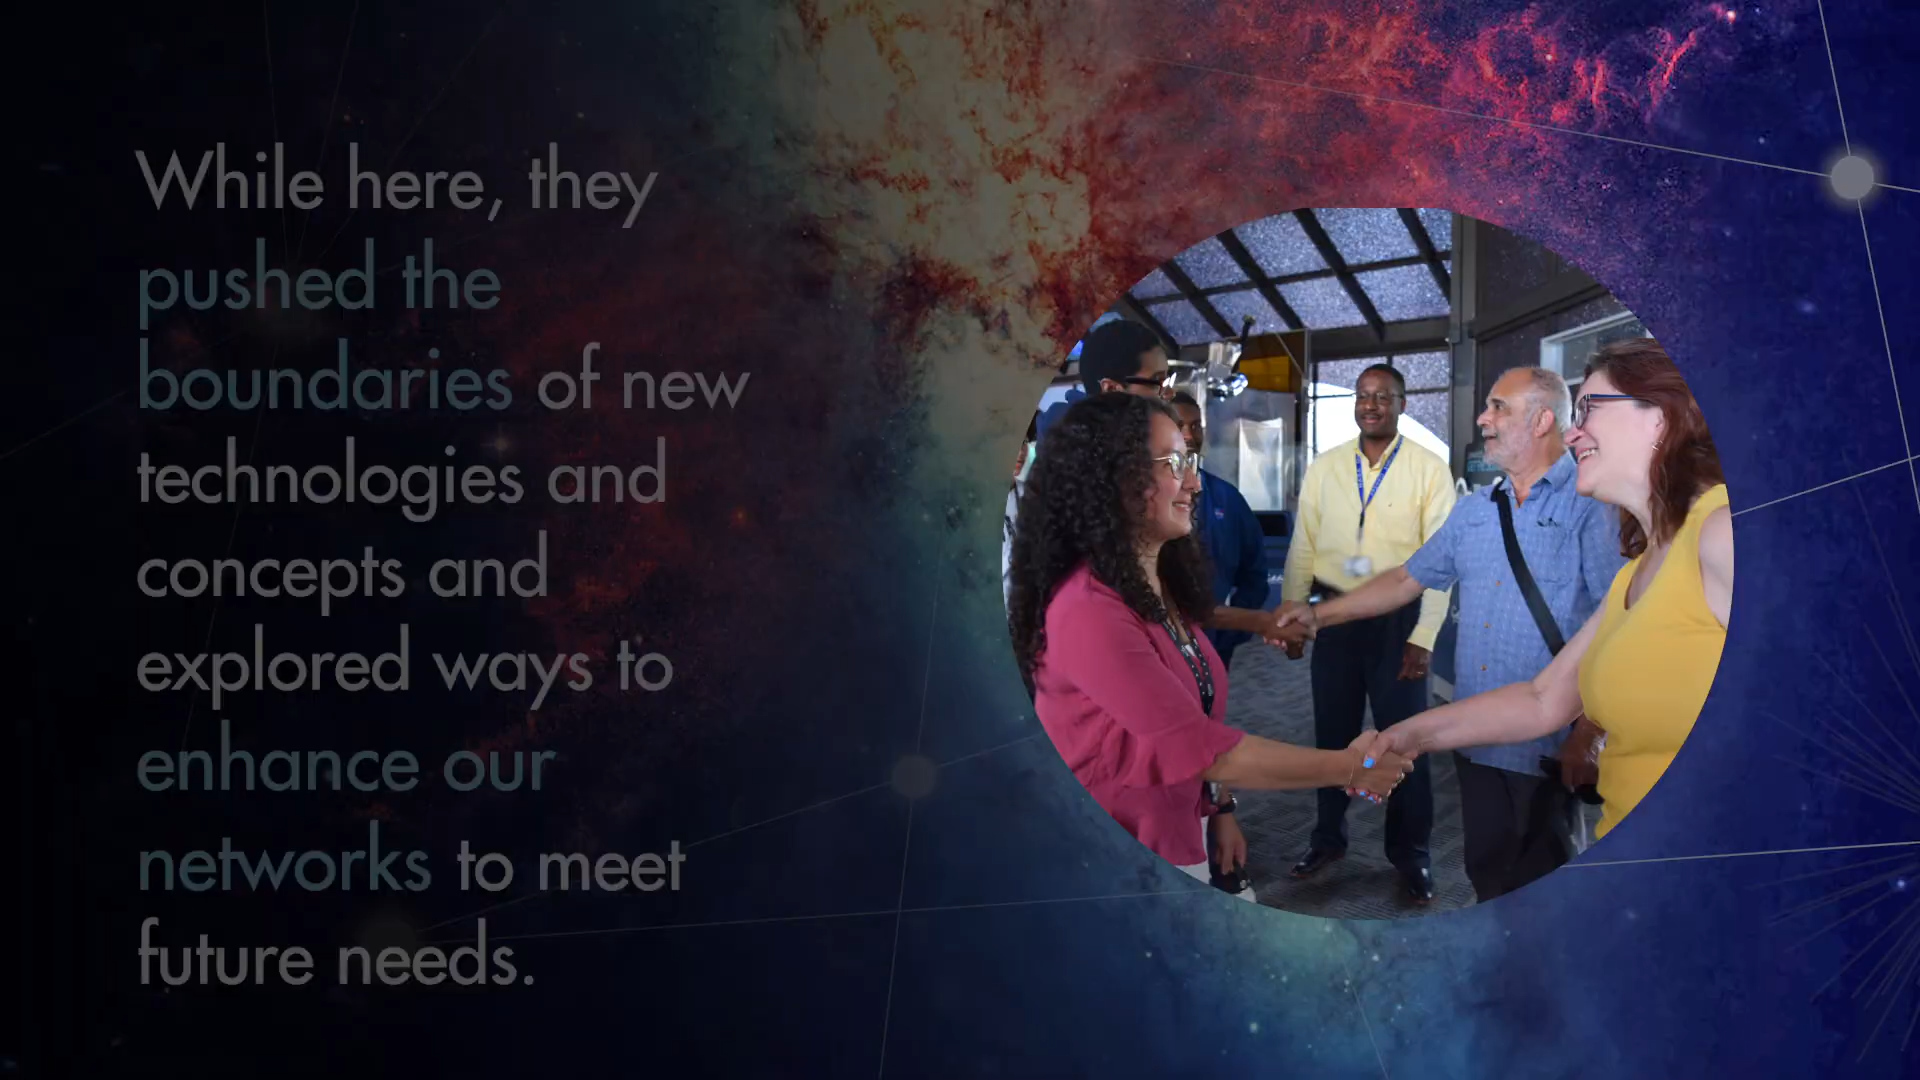 While here, they
pushed the
boundaries of new
technologies and
concepts and
explored ways to
enhance our
networks to meet
future needs.